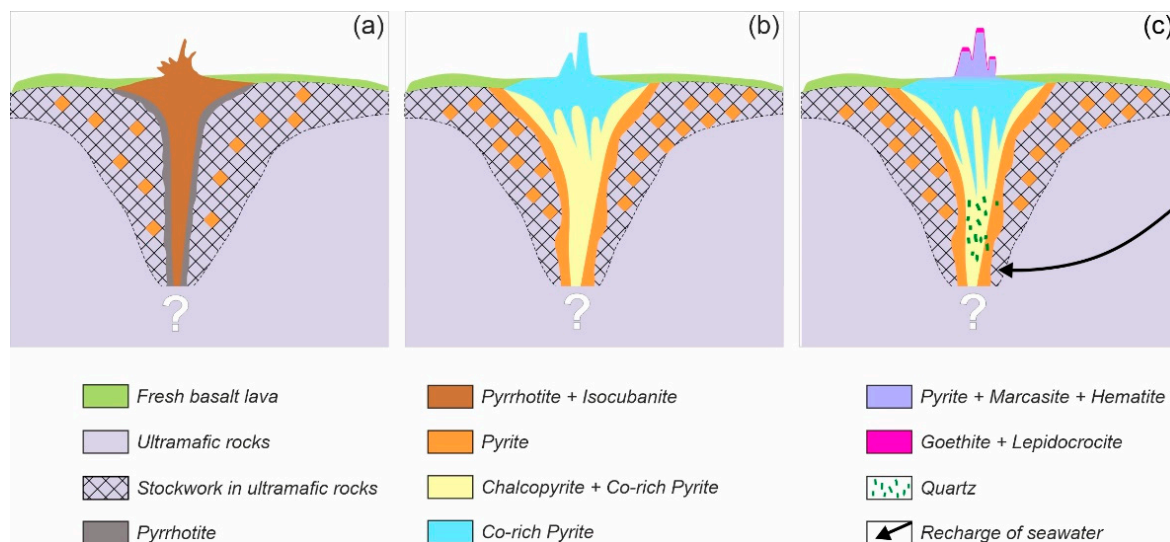 (a)
(b)
(c)
?
?
?
Fresh basalt lava
Ultramafic rocks
Stockwork in ultramafic rocks
Pyrrhotite
Pyrrhotite + Isocubanite
Pyrite
Chalcopyrite + Co-rich Pyrite
Co-rich Pyrite
Pyrite + Marcasite + Hematite
Goethite + Lepidocrocite
Quartz
Recharge of seawater